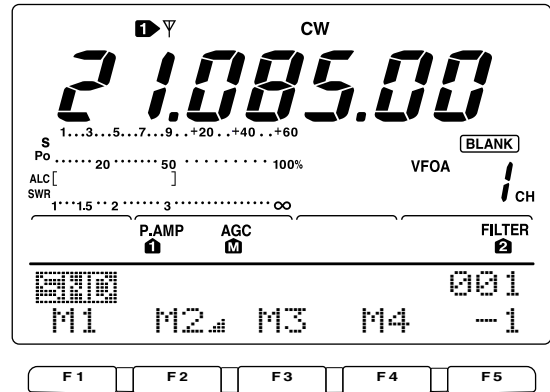 1 CW
21.085.00
S 1...3...5...7...9..+20..+40..+60
BLANK
Po ...... 20 ...... 50 ........... 100%
VFOA 1 CH
ALC [ ]
SWR 1...1.5..2 ...... 3 ................ ∞
P.AMP AGC FILTER
1 M 2
SND 001
M1 M2 M3 M4 -1
F1 F2 F3 F4 F5